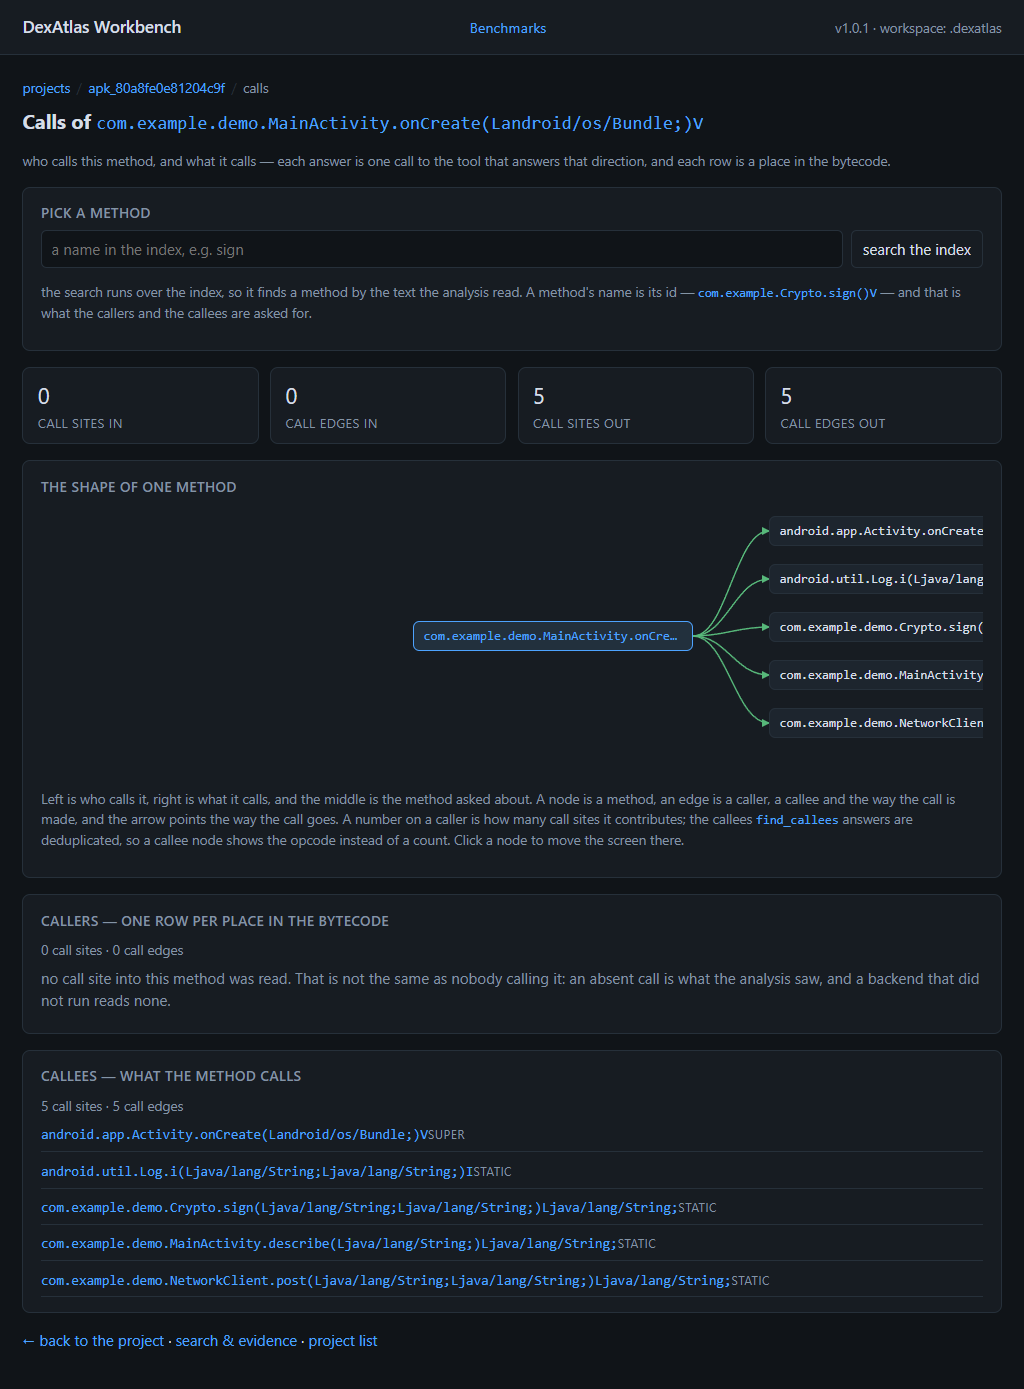 DexAtlas Workbench
Benchmarks
v1.0.1 · workspace: .dexatlas
projects / apk_80a8fe0e81204c9f / calls
Calls of com.example.demo.MainActivity.onCreate(Landroid/os/Bundle;)V
who calls this method, and what it calls — each answer is one call to the tool that answers that direction, and each row is a place in the bytecode.
PICK A METHOD
a name in the index, e.g. sign
search the index
the search runs over the index, so it finds a method by the text the analysis read. A method's name is its id — com.example.Crypto.sign()V — and that is
what the callers and the callees are asked for.
0
CALL SITES IN
0
CALL EDGES IN
5
CALL SITES OUT
5
CALL EDGES OUT
THE SHAPE OF ONE METHOD
android.app.Activity.onCreate
android.util.Log.i(Ljava/lang
com.example.demo.Crypto.sign(
com.example.demo.MainActivity.onCre…
com.example.demo.MainActivity
com.example.demo.NetworkClien
Left is who calls it, right is what it calls, and the middle is the method asked about. A node is a method, an edge is a caller, a callee and the way the call is
made, and the arrow points the way the call goes. A number on a caller is how many call sites it contributes; the callees find_callees answers are
deduplicated, so a callee node shows the opcode instead of a count. Click a node to move the screen there.
CALLERS — ONE ROW PER PLACE IN THE BYTECODE
0 call sites · 0 call edges
no call site into this method was read. That is not the same as nobody calling it: an absent call is what the analysis saw, and a backend that did
not run reads none.
CALLEES — WHAT THE METHOD CALLS
5 call sites · 5 call edges
android.app.Activity.onCreate(Landroid/os/Bundle;)VSUPER
android.util.Log.i(Ljava/lang/String;Ljava/lang/String;)ISTATIC
com.example.demo.Crypto.sign(Ljava/lang/String;Ljava/lang/String;)Ljava/lang/String;STATIC
com.example.demo.MainActivity.describe(Ljava/lang/String;)Ljava/lang/String;STATIC
com.example.demo.NetworkClient.post(Ljava/lang/String;Ljava/lang/String;)Ljava/lang/String;STATIC
← back to the project · search & evidence · project list